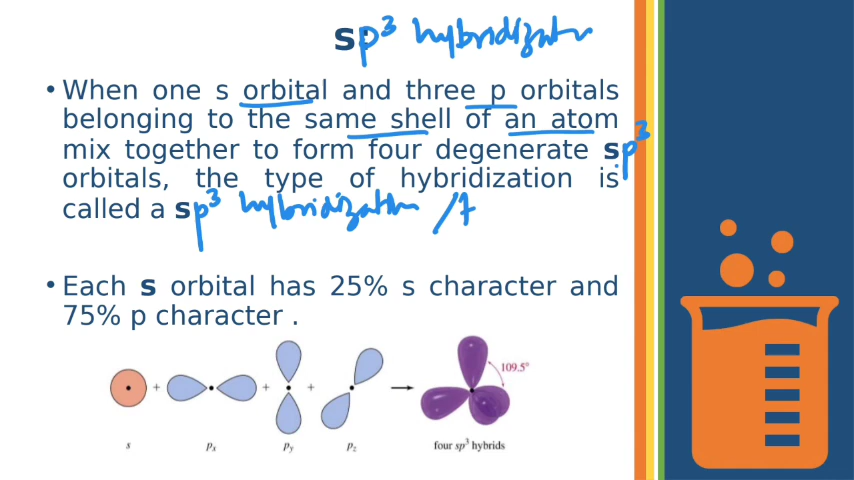 sp³ hybridization
• When one s orbital and three p orbitals
belonging to the same shell of an atom
mix together to form four degenerate sp³
orbitals, the type of hybridization is
called a sp³ hybridization /
• Each s orbital has 25% s character and
75% p character .
109.5°
s + pₓ + pᵧ + p_z → four sp³ hybrids